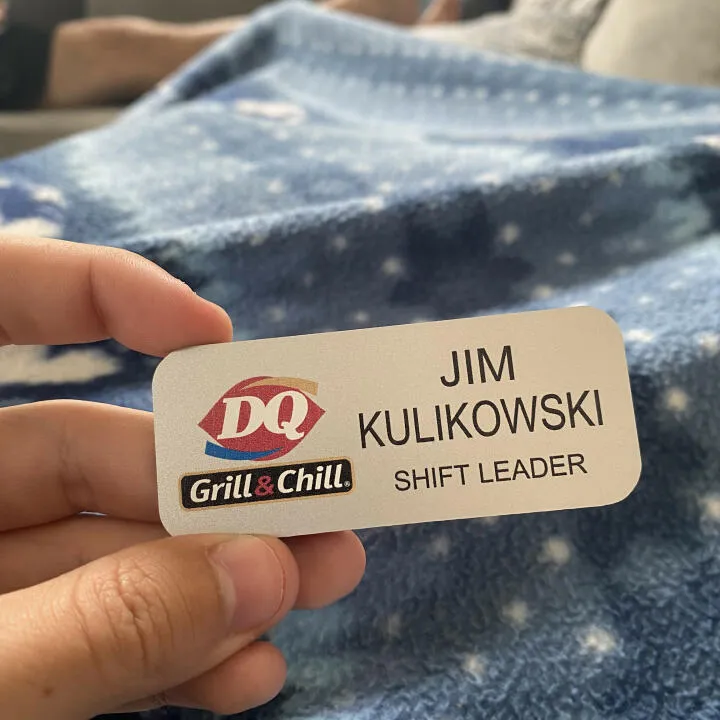 DQ
Grill & Chill®
JIM
KULIKOWSKI
SHIFT LEADER